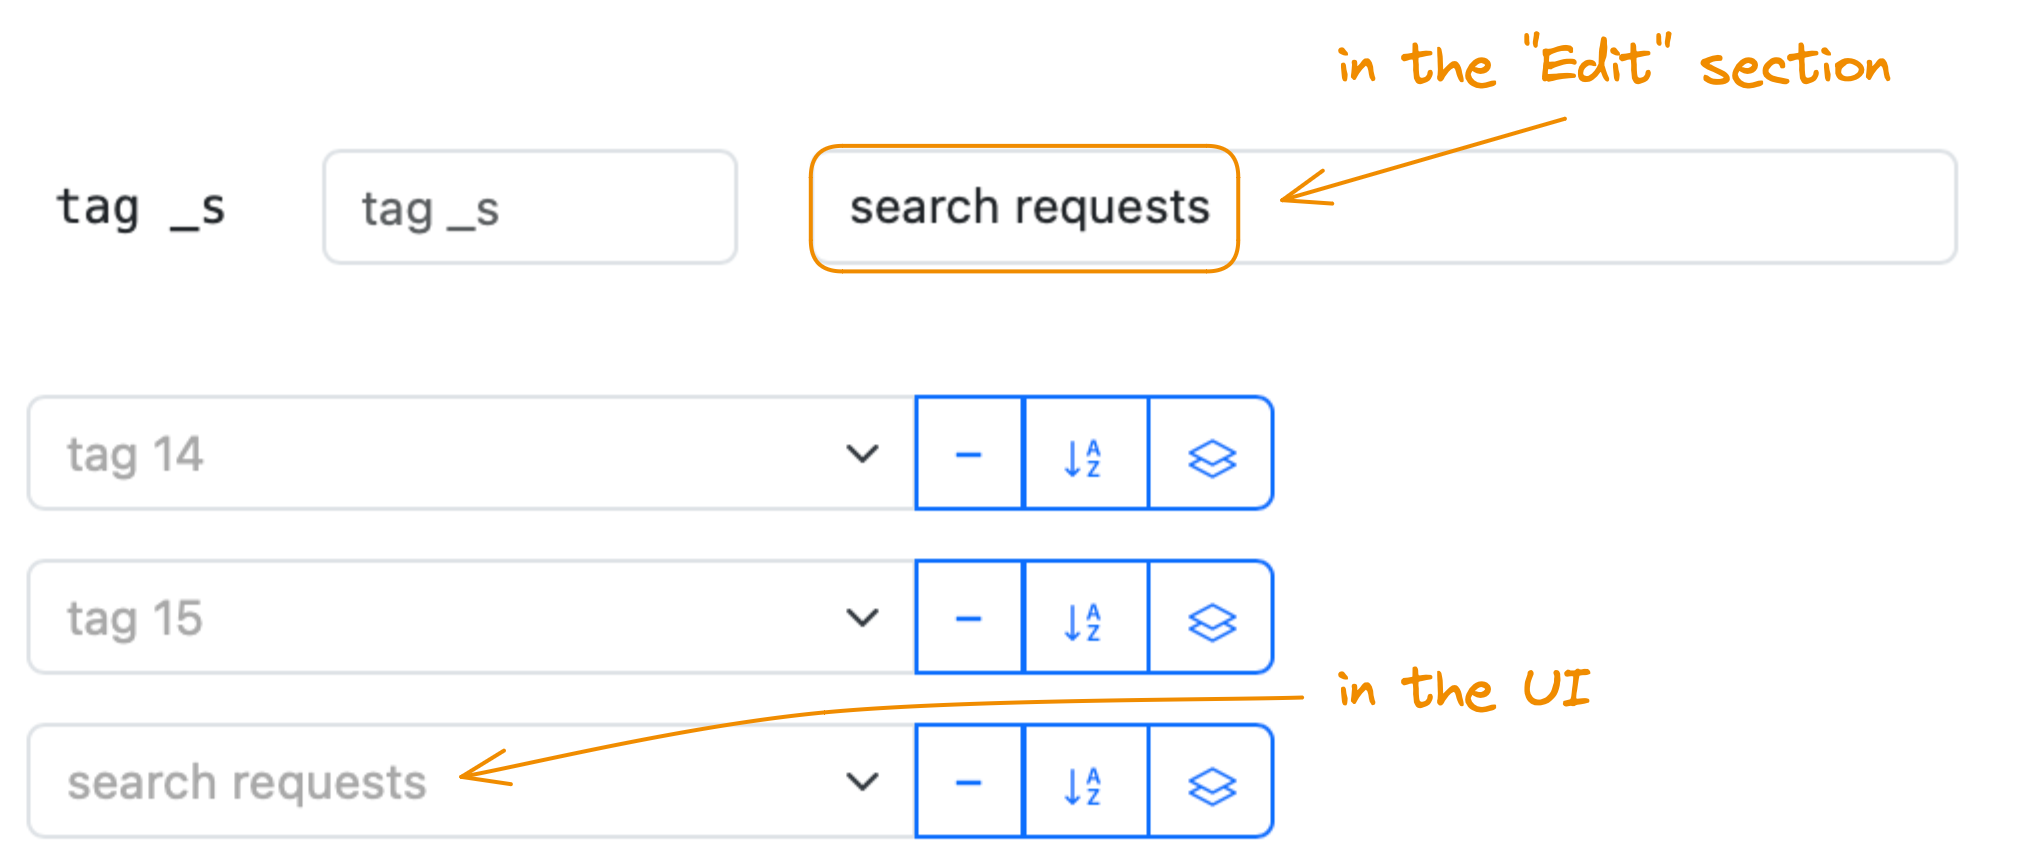 in the "Edit" section
tag _s tag _s search requests
tag 14 A Z
tag 15 A Z
in the UI
search requests A Z